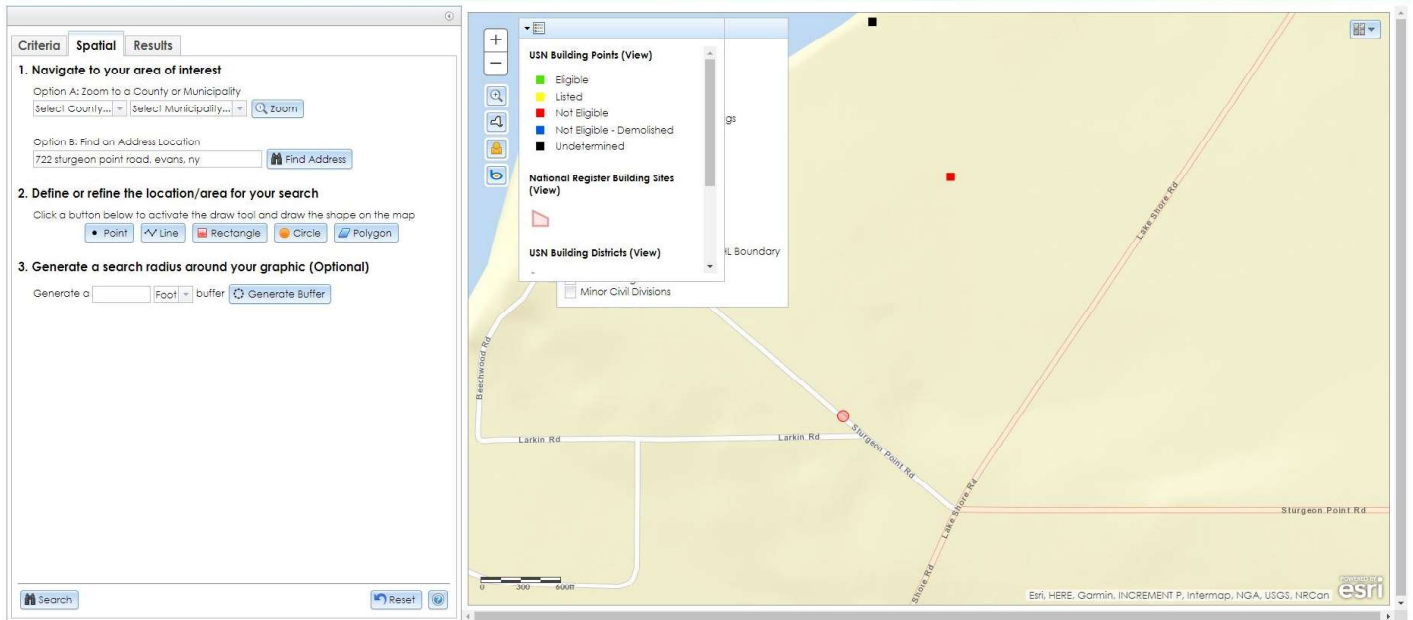 Criteria Spatial Results
1. Navigate to your area of interest
Option A: Zoom to a County or Municipality
Select County... Select Municipality... Zoom
Option B: Find an Address Location
722 sturgeon point road, evans, ny Find Address
2. Define or refine the location/area for your search
Click a button below to activate the draw tool and draw the shape on the map
Point Line Rectangle Circle Polygon
3. Generate a search radius around your graphic (Optional)
Generate a Foot buffer Generate Buffer
Search Reset
+
−
USN Building Points (View)
Eligible
Listed
Not Eligible
Not Eligible - Demolished
Undetermined
National Register Building Sites
(View)
USN Building Districts (View)
gs
HL Boundary
Minor Civil Divisions
Lake Shore Rd
Beechwood Rd
Larkin Rd
Larkin Rd
Sturgeon Point Rd
Lake Shore Rd
Sturgeon Point Rd
Shore Rd
0 300 600ft
Esri, HERE, Garmin, INCREMENT P, Intermap, NGA, USGS, NRCan
POWERED BY
esri